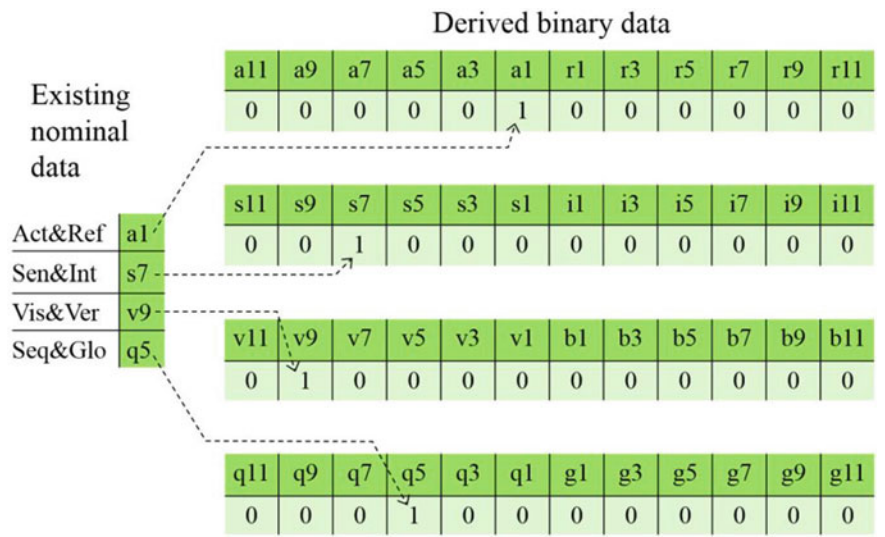 Derived binary data
Existing
nominal
data
a11 a9 a7 a5 a3 a1 r1 r3 r5 r7 r9 r11
0 0 0 0 0 1 0 0 0 0 0 0
s11 s9 s7 s5 s3 s1 i1 i3 i5 i7 i9 i11
0 0 1 0 0 0 0 0 0 0 0 0
Act&Ref a1
Sen&Int s7
Vis&Ver v9
Seq&Glo q5
v11 v9 v7 v5 v3 v1 b1 b3 b5 b7 b9 b11
0 1 0 0 0 0 0 0 0 0 0 0
q11 q9 q7 q5 q3 q1 g1 g3 g5 g7 g9 g11
0 0 0 1 0 0 0 0 0 0 0 0